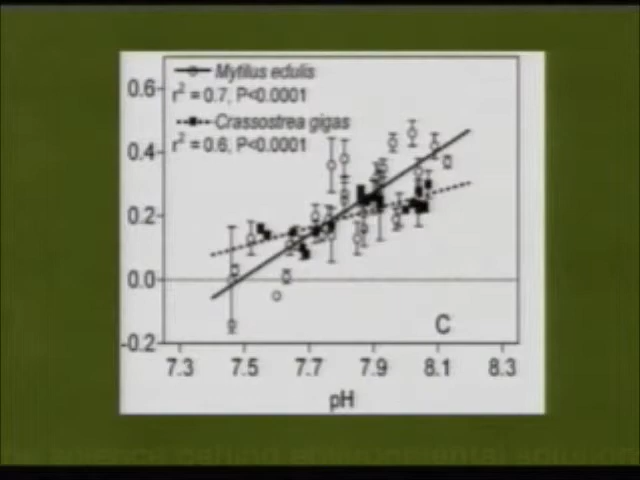 Mytilus edulis
r² = 0.7, P<0.0001
Crassostrea gigas
r² = 0.6, P<0.0001
0.6
0.4
0.2
0.0
-0.2
C
7.3 7.5 7.7 7.9 8.1 8.3
pH